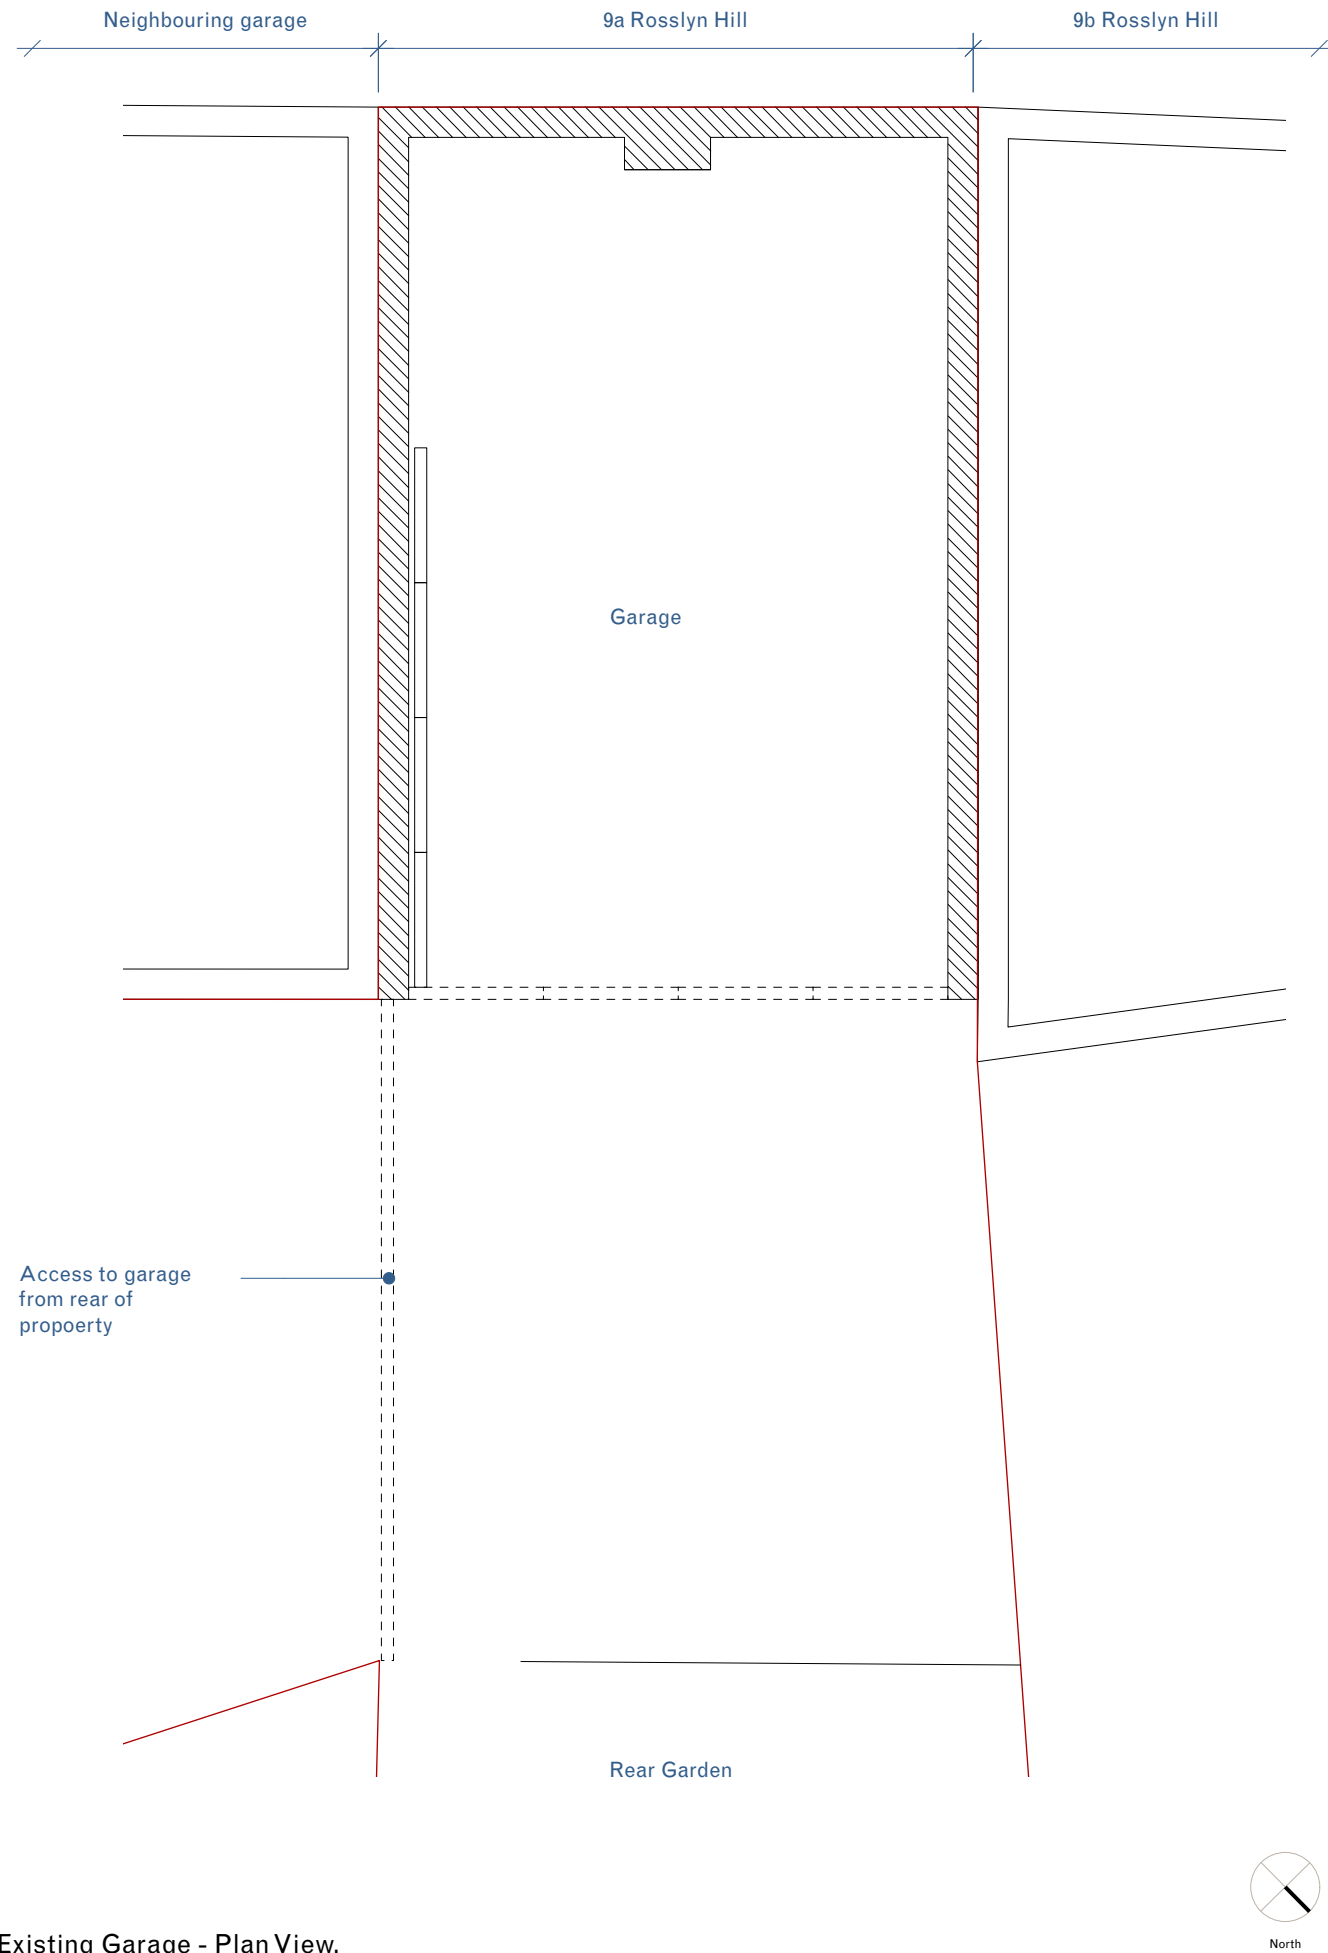 Neighbouring garage
9a Rosslyn Hill
9b Rosslyn Hill
Garage
Access to garage
from rear of
propoerty
Rear Garden
North
Existing Garage - Plan View.